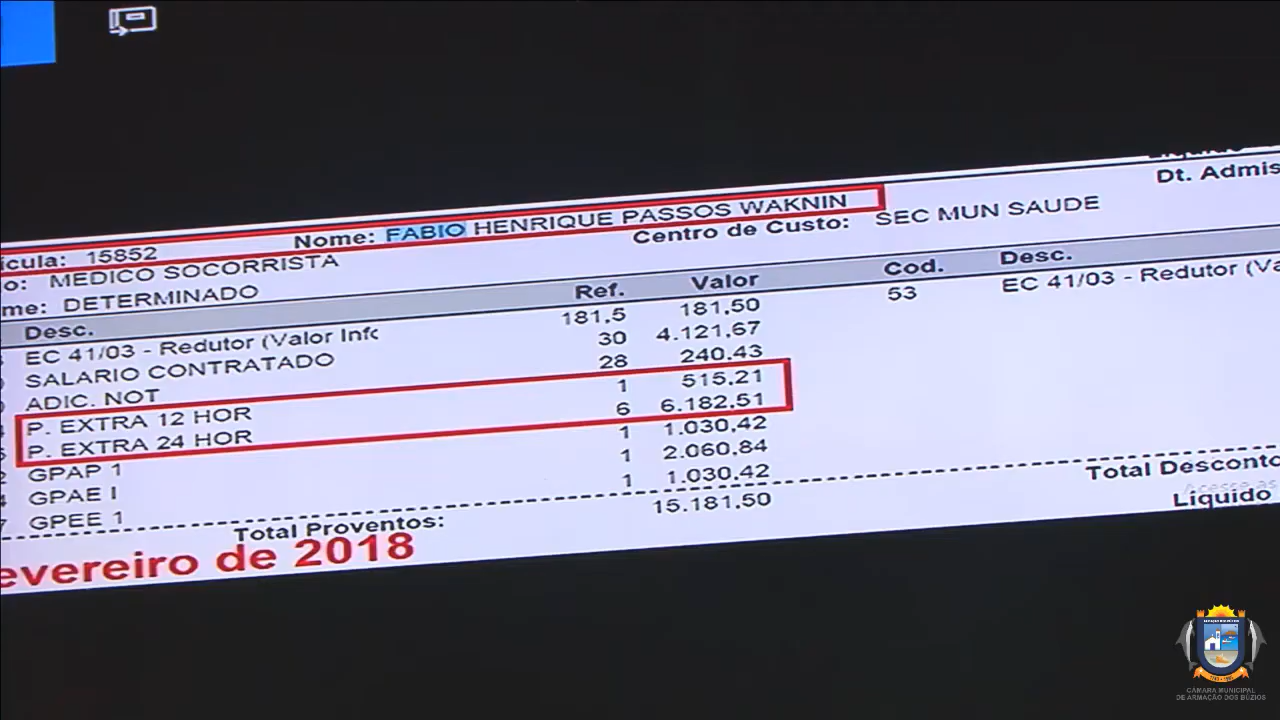 Dt. Admis
ícula: 15852 Nome: FABIO HENRIQUE PASSOS WAKNIN
o: MEDICO SOCORRISTA Centro de Custo: SEC MUN SAUDE
me: DETERMINADO
Desc. Ref. Valor Cod. Desc.
EC 41/03 - Redutor (Valor Info 181,5 181,50 53 EC 41/03 - Redutor (Va
SALARIO CONTRATADO 30 4.121,67
ADIC. NOT 28 240,43
P. EXTRA 12 HOR 1 515,21
P. EXTRA 24 HOR 6 6.182,51
GPAP 1 1 1.030,42
GPAE I 1 2.060,84
GPEE 1 1 1.030,42
Total Proventos: 15.181,50 Total Desconto
Líquido
evereiro de 2018
CÂMARA MUNICIPAL
DE ARMAÇÃO DOS BÚZIOS